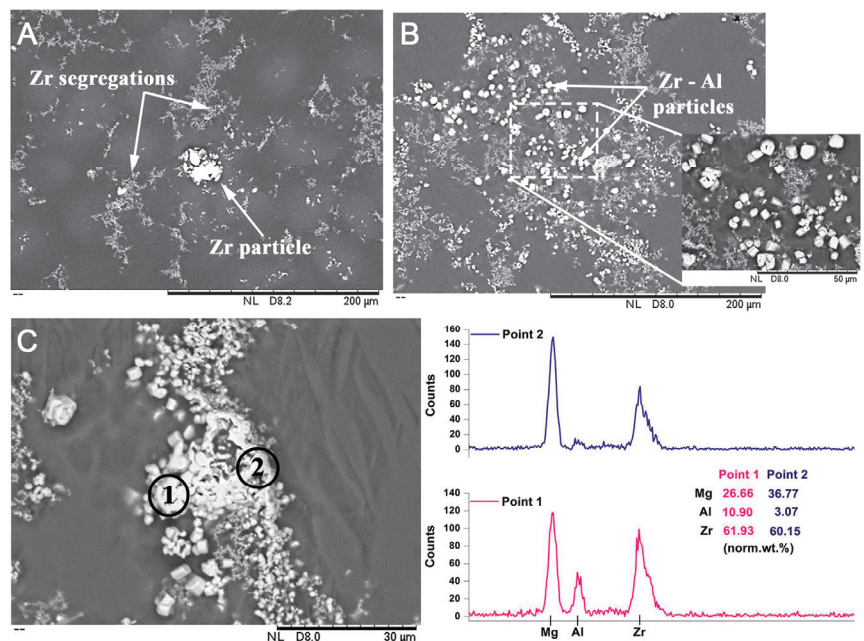 A
Zr segregations
Zr particle
--
NL D8.2 200 µm
B
Zr - Al
particles
--
NL D8.0 200 µm
NL D8.0 50 µm
C
1
2
--
NL D8.0 30 µm
160
140
120
100
80
60
40
20
0
Counts
Point 2
Point 1 Point 2
Mg 26.66 36.77
Al 10.90 3.07
Zr 61.93 60.15
(norm.wt.%)
140
120
100
80
60
40
20
0
Counts
Point 1
Mg Al Zr